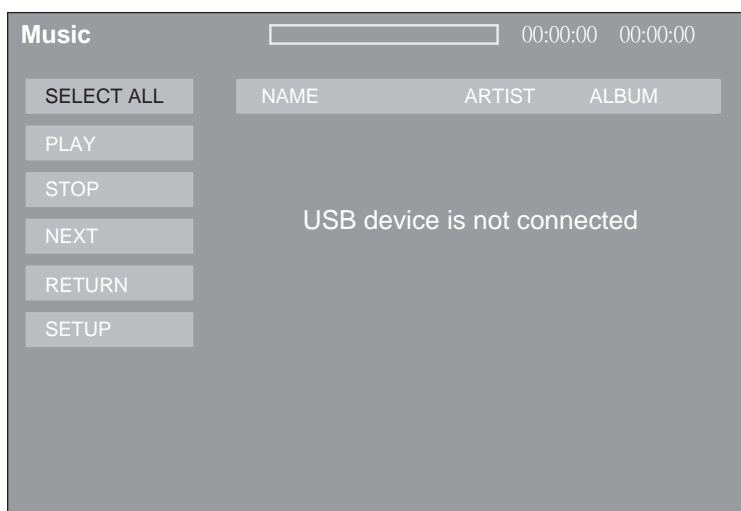 Music 00:00:00 00:00:00
SELECT ALL NAME ARTIST ALBUM
PLAY
STOP
USB device is not connected
NEXT
RETURN
SETUP